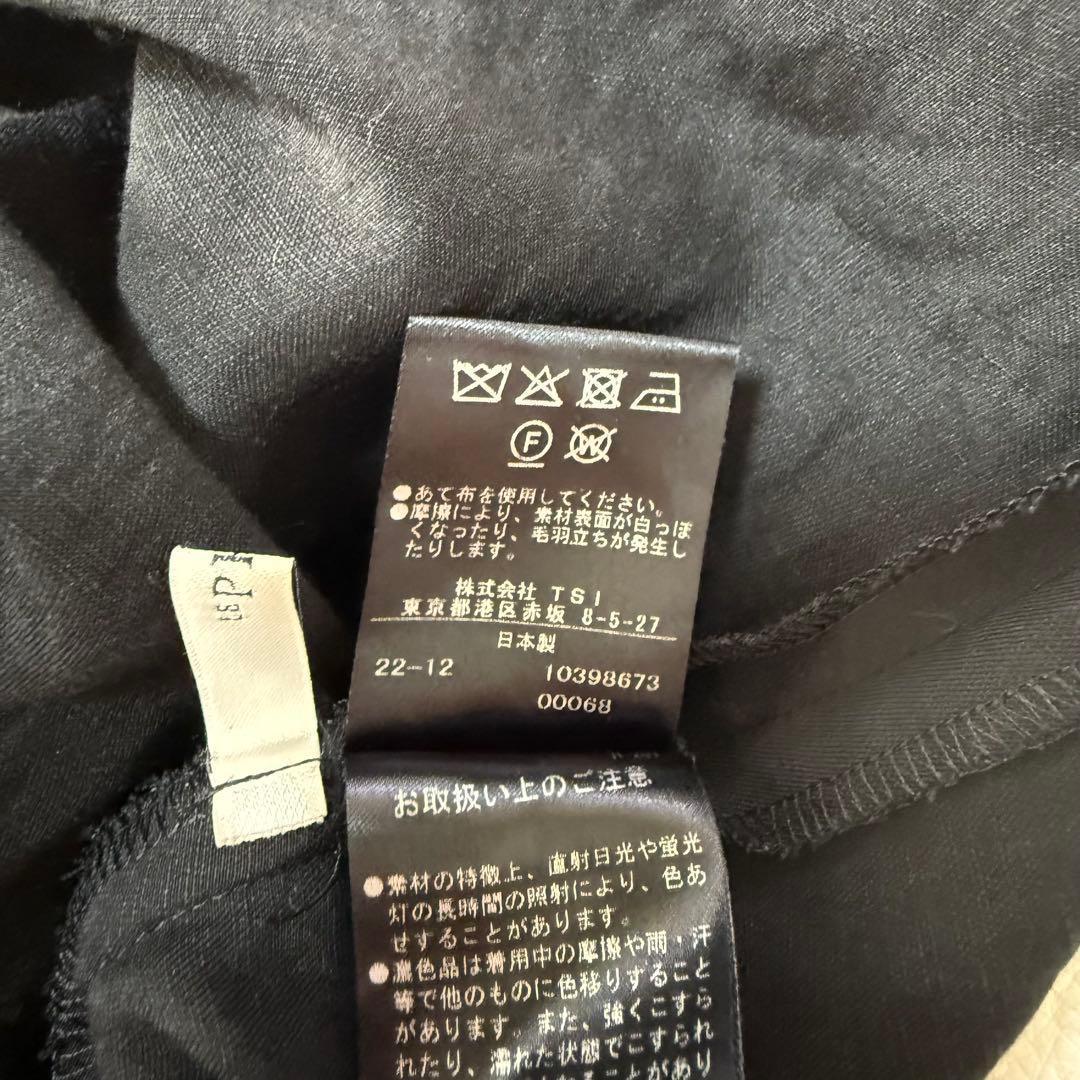 F
W
●あて布を使用してください。
●摩擦により、素材表面が白っぽ
くなったり、毛羽立ちが発生し
たりします。
株式会社 TSI
東京都港区赤坂 8-5-27
日本製
22-12 10398673
00068
お取扱い上のご注意
●素材の特徴上、直射日光や蛍光
灯の長時間の照射により、色あ
せすることがあります。
●濃色品は着用中の摩擦や雨・汗
等で他のものに色移りすること
があります。また、強くこすら
れたり、濡れた状態でこすられ